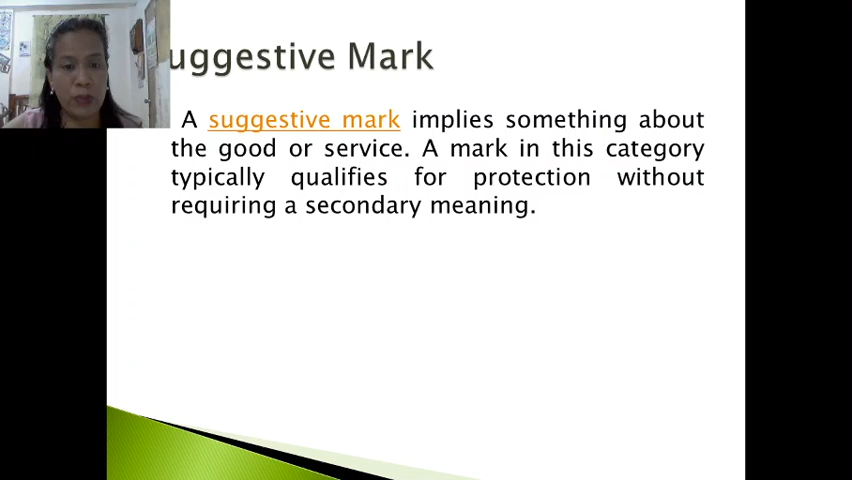 uggestive Mark
A suggestive mark implies something about
the good or service. A mark in this category
typically qualifies for protection without
requiring a secondary meaning.